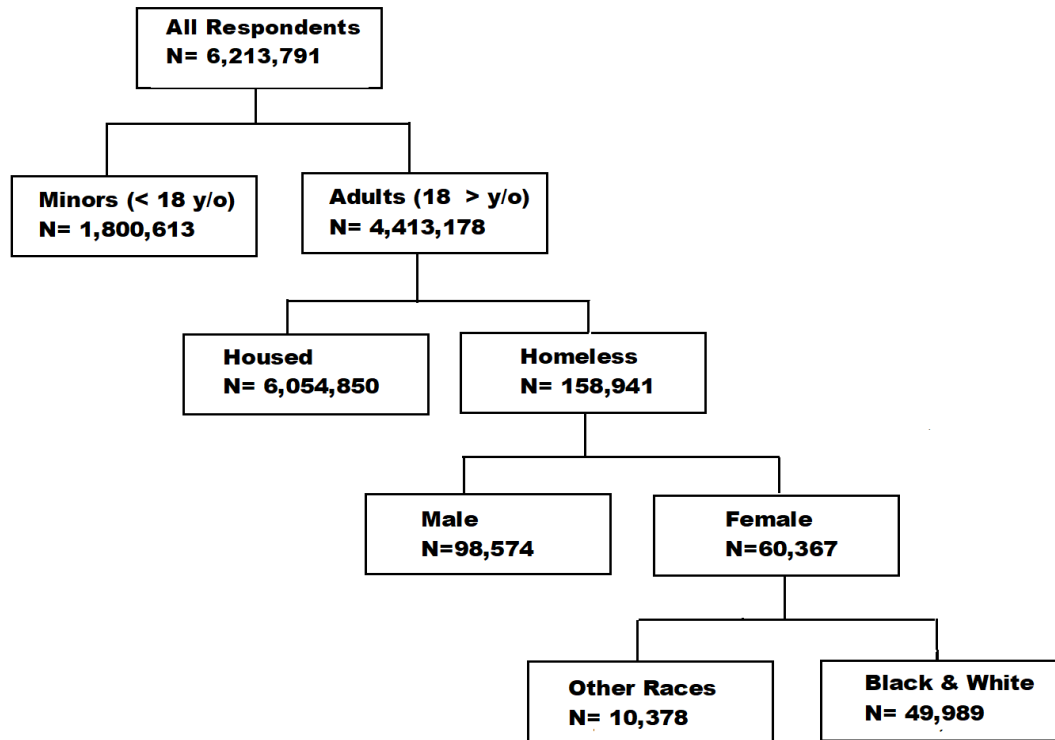 All Respondents
N= 6,213,791
Minors (< 18 y/o)
N= 1,800,613
Adults (18  > y/o)
N= 4,413,178
Housed
N= 6,054,850
Homeless
N= 158,941
Male
N=98,574
Female
N=60,367
Other Races
N= 10,378
Black & White
N= 49,989